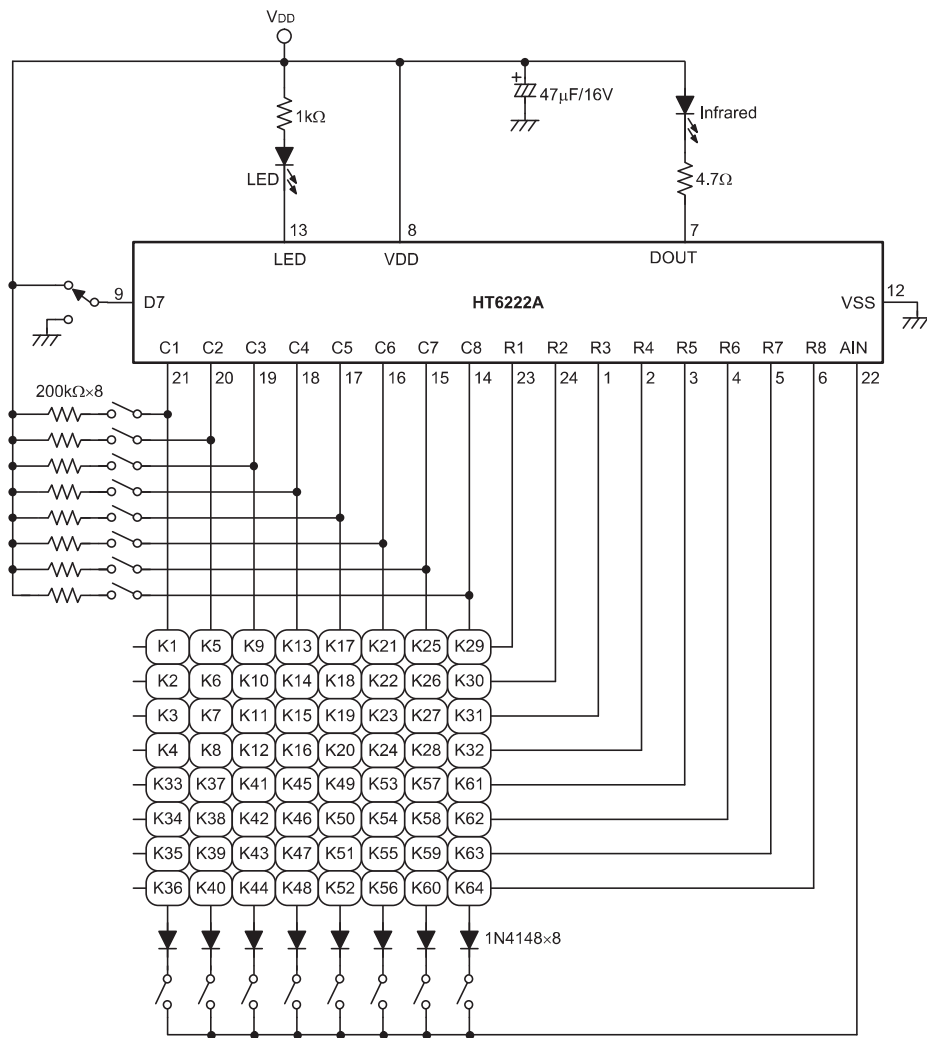 VDD
1kΩ
LED
47μF/16V
Infrared
4.7Ω
13 8 7
LED VDD DOUT
9 D7 HT6222A VSS 12
C1 C2 C3 C4 C5 C6 C7 C8 R1 R2 R3 R4 R5 R6 R7 R8 AIN
21 20 19 18 17 16 15 14 23 24 1 2 3 4 5 6 22
200kΩ×8
K1 K5 K9 K13 K17 K21 K25 K29
K2 K6 K10 K14 K18 K22 K26 K30
K3 K7 K11 K15 K19 K23 K27 K31
K4 K8 K12 K16 K20 K24 K28 K32
K33 K37 K41 K45 K49 K53 K57 K61
K34 K38 K42 K46 K50 K54 K58 K62
K35 K39 K43 K47 K51 K55 K59 K63
K36 K40 K44 K48 K52 K56 K60 K64
1N4148×8